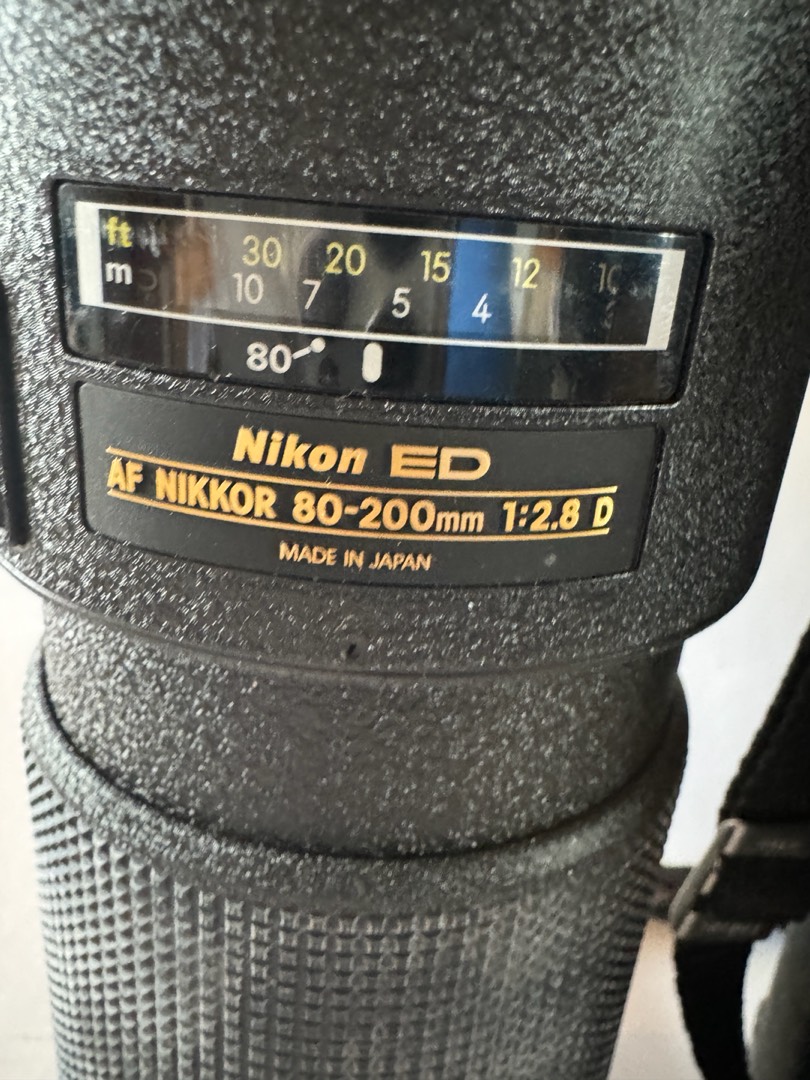 ft 30 20 15 12 10
m 10 7 5 4
80
Nikon ED
AF NIKKOR 80-200mm 1:2.8 D
MADE IN JAPAN